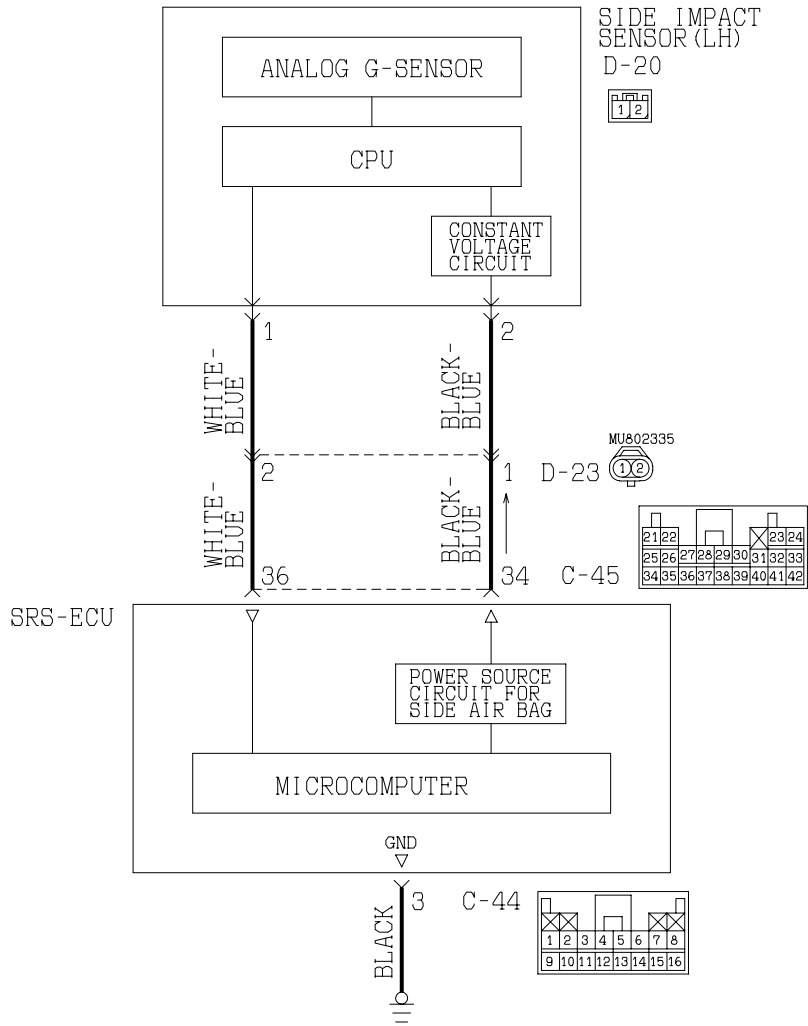 SIDE IMPACT
SENSOR(LH)
D-20
1 2
ANALOG G-SENSOR
CPU
CONSTANT
VOLTAGE
CIRCUIT
1
2
WHITE-
BLUE
BLACK-
BLUE
MU802335
2
1
D-23
1 2
WHITE-
BLUE
BLACK-
BLUE
36
34
C-45
21 22 23 24
25 26 27 28 29 30 31 32 33
34 35 36 37 38 39 40 41 42
SRS-ECU
POWER SOURCE
CIRCUIT FOR
SIDE AIR BAG
MICROCOMPUTER
GND
3
C-44
BLACK
1 2 3 4 5 6 7 8
9 10 11 12 13 14 15 16